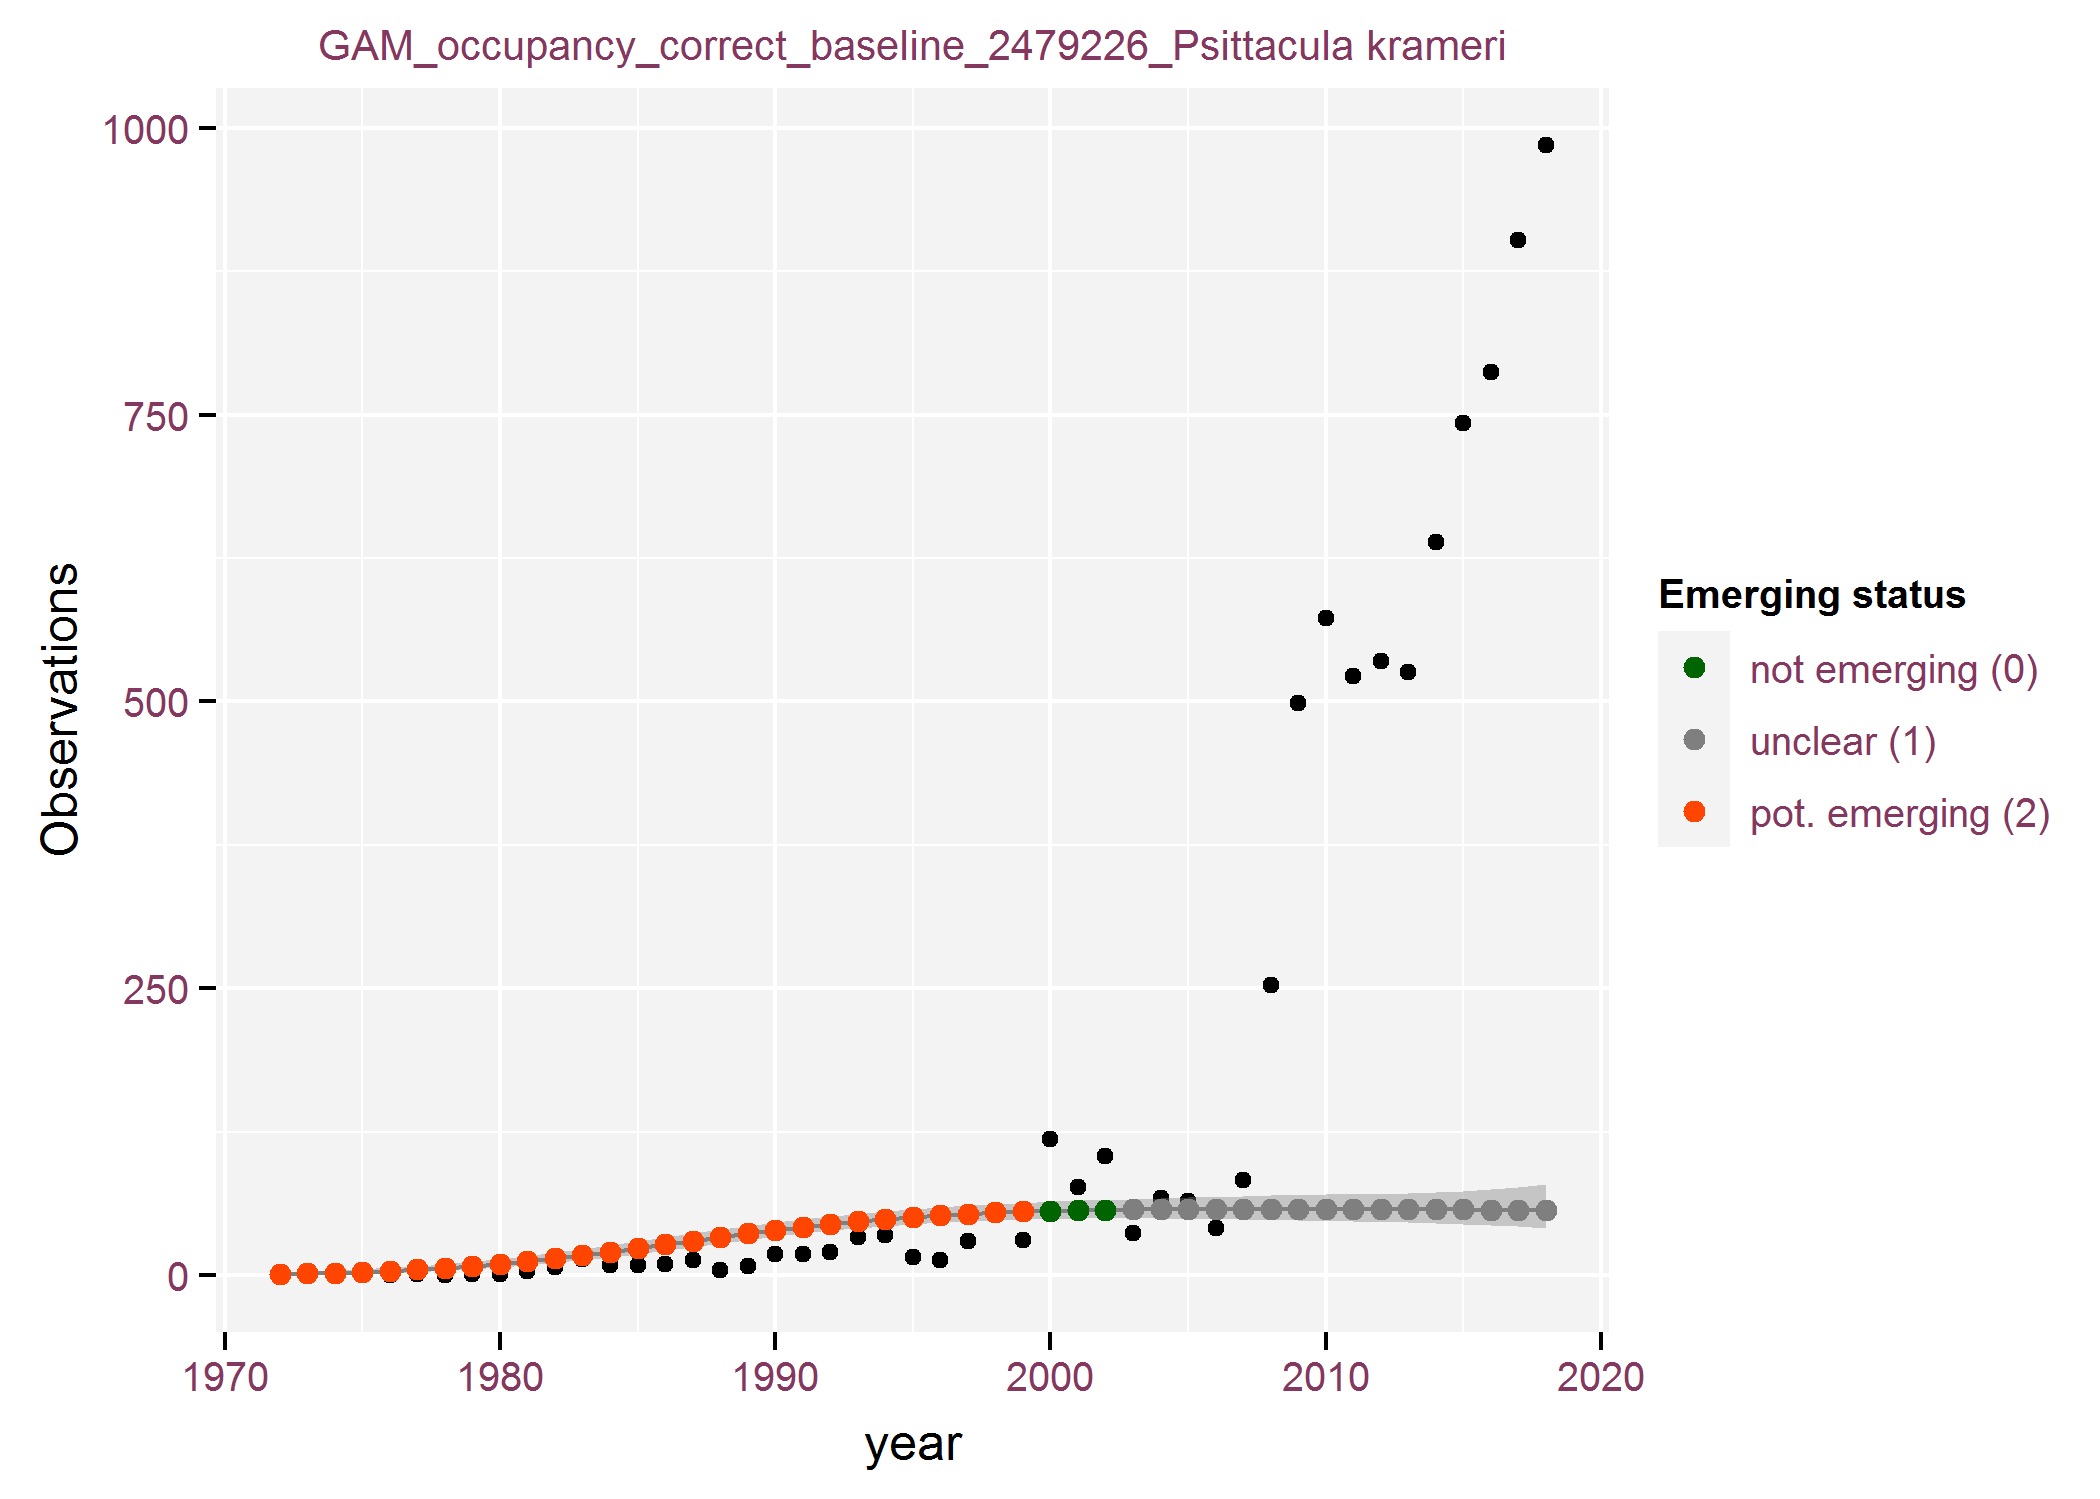 GAM_occupancy_correct_baseline_2479226_Psittacula krameri
1000
750
500
250
0
Observations
1970 1980 1990 2000 2010 2020
year
Emerging status
not emerging (0)
unclear (1)
pot. emerging (2)